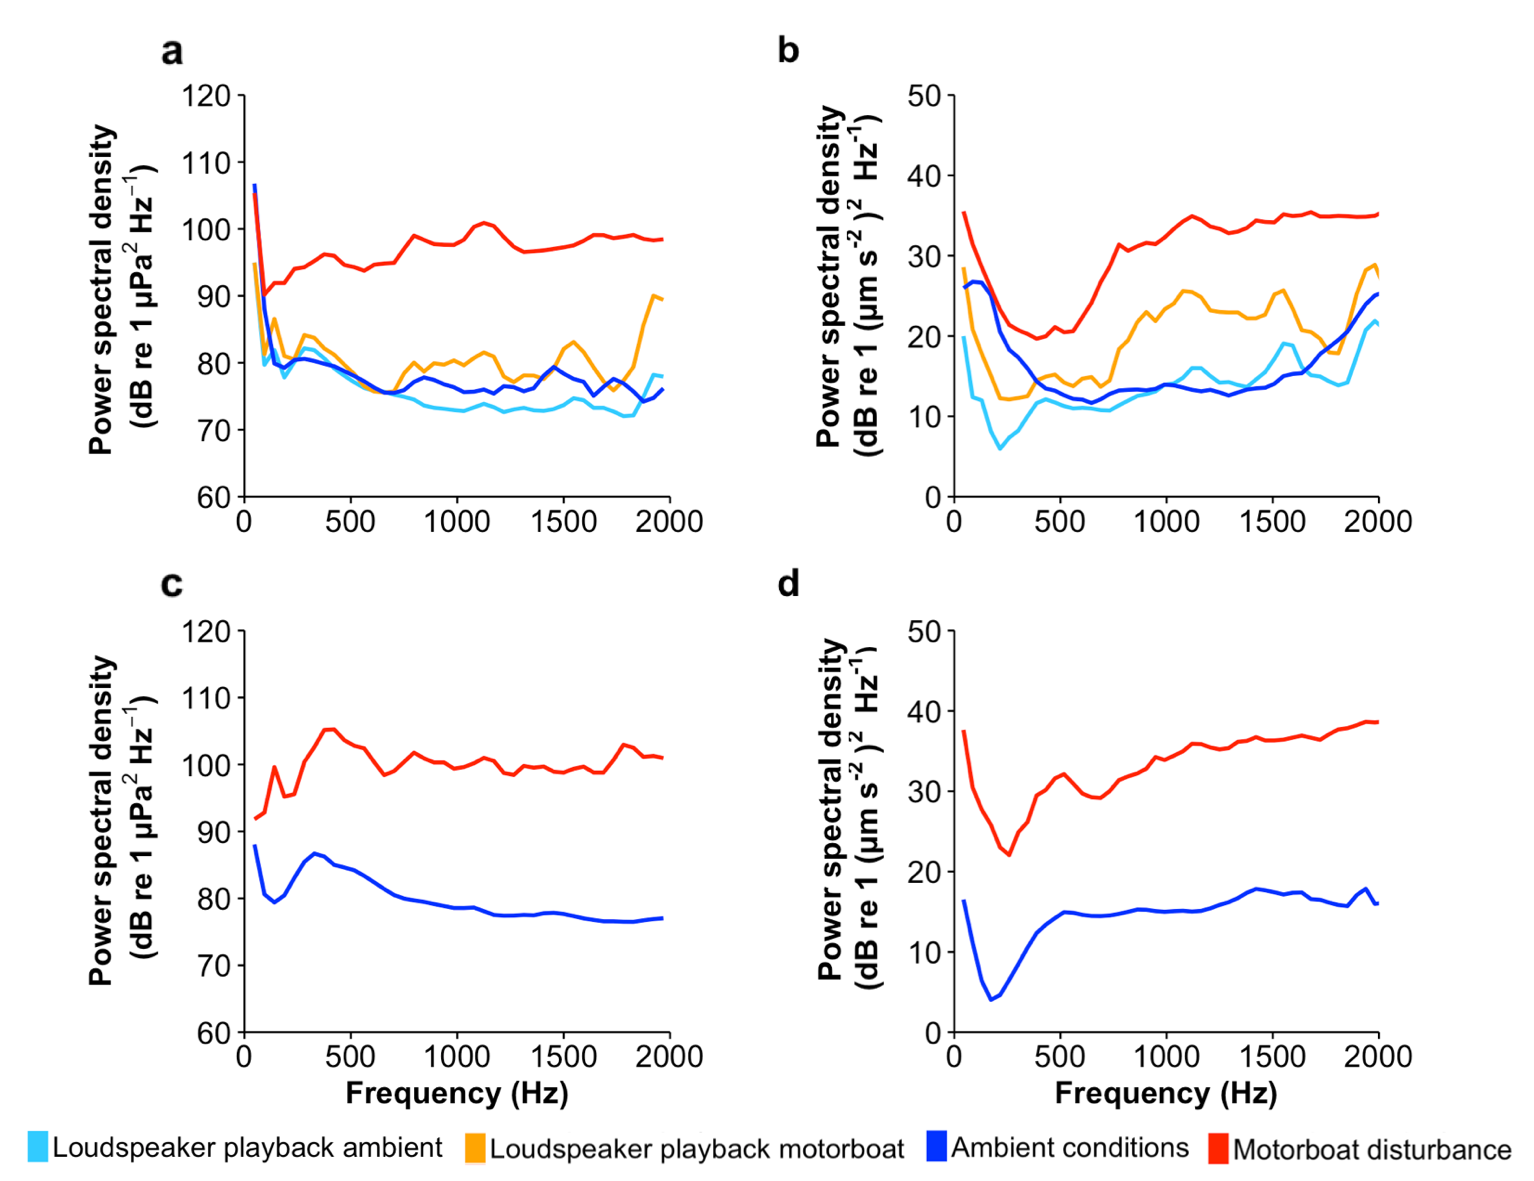 a
Power spectral density
(dB re 1 µPa² Hz⁻¹)
120
110
100
90
80
70
60
0 500 1000 1500 2000
b
Power spectral density
(dB re 1 (µm s⁻²)² Hz⁻¹)
50
40
30
20
10
0
0 500 1000 1500 2000
c
Power spectral density
(dB re 1 µPa² Hz⁻¹)
120
110
100
90
80
70
60
0 500 1000 1500 2000
Frequency (Hz)
d
Power spectral density
(dB re 1 (µm s⁻²)² Hz⁻¹)
50
40
30
20
10
0
0 500 1000 1500 2000
Frequency (Hz)
Loudspeaker playback ambient Loudspeaker playback motorboat Ambient conditions Motorboat disturbance